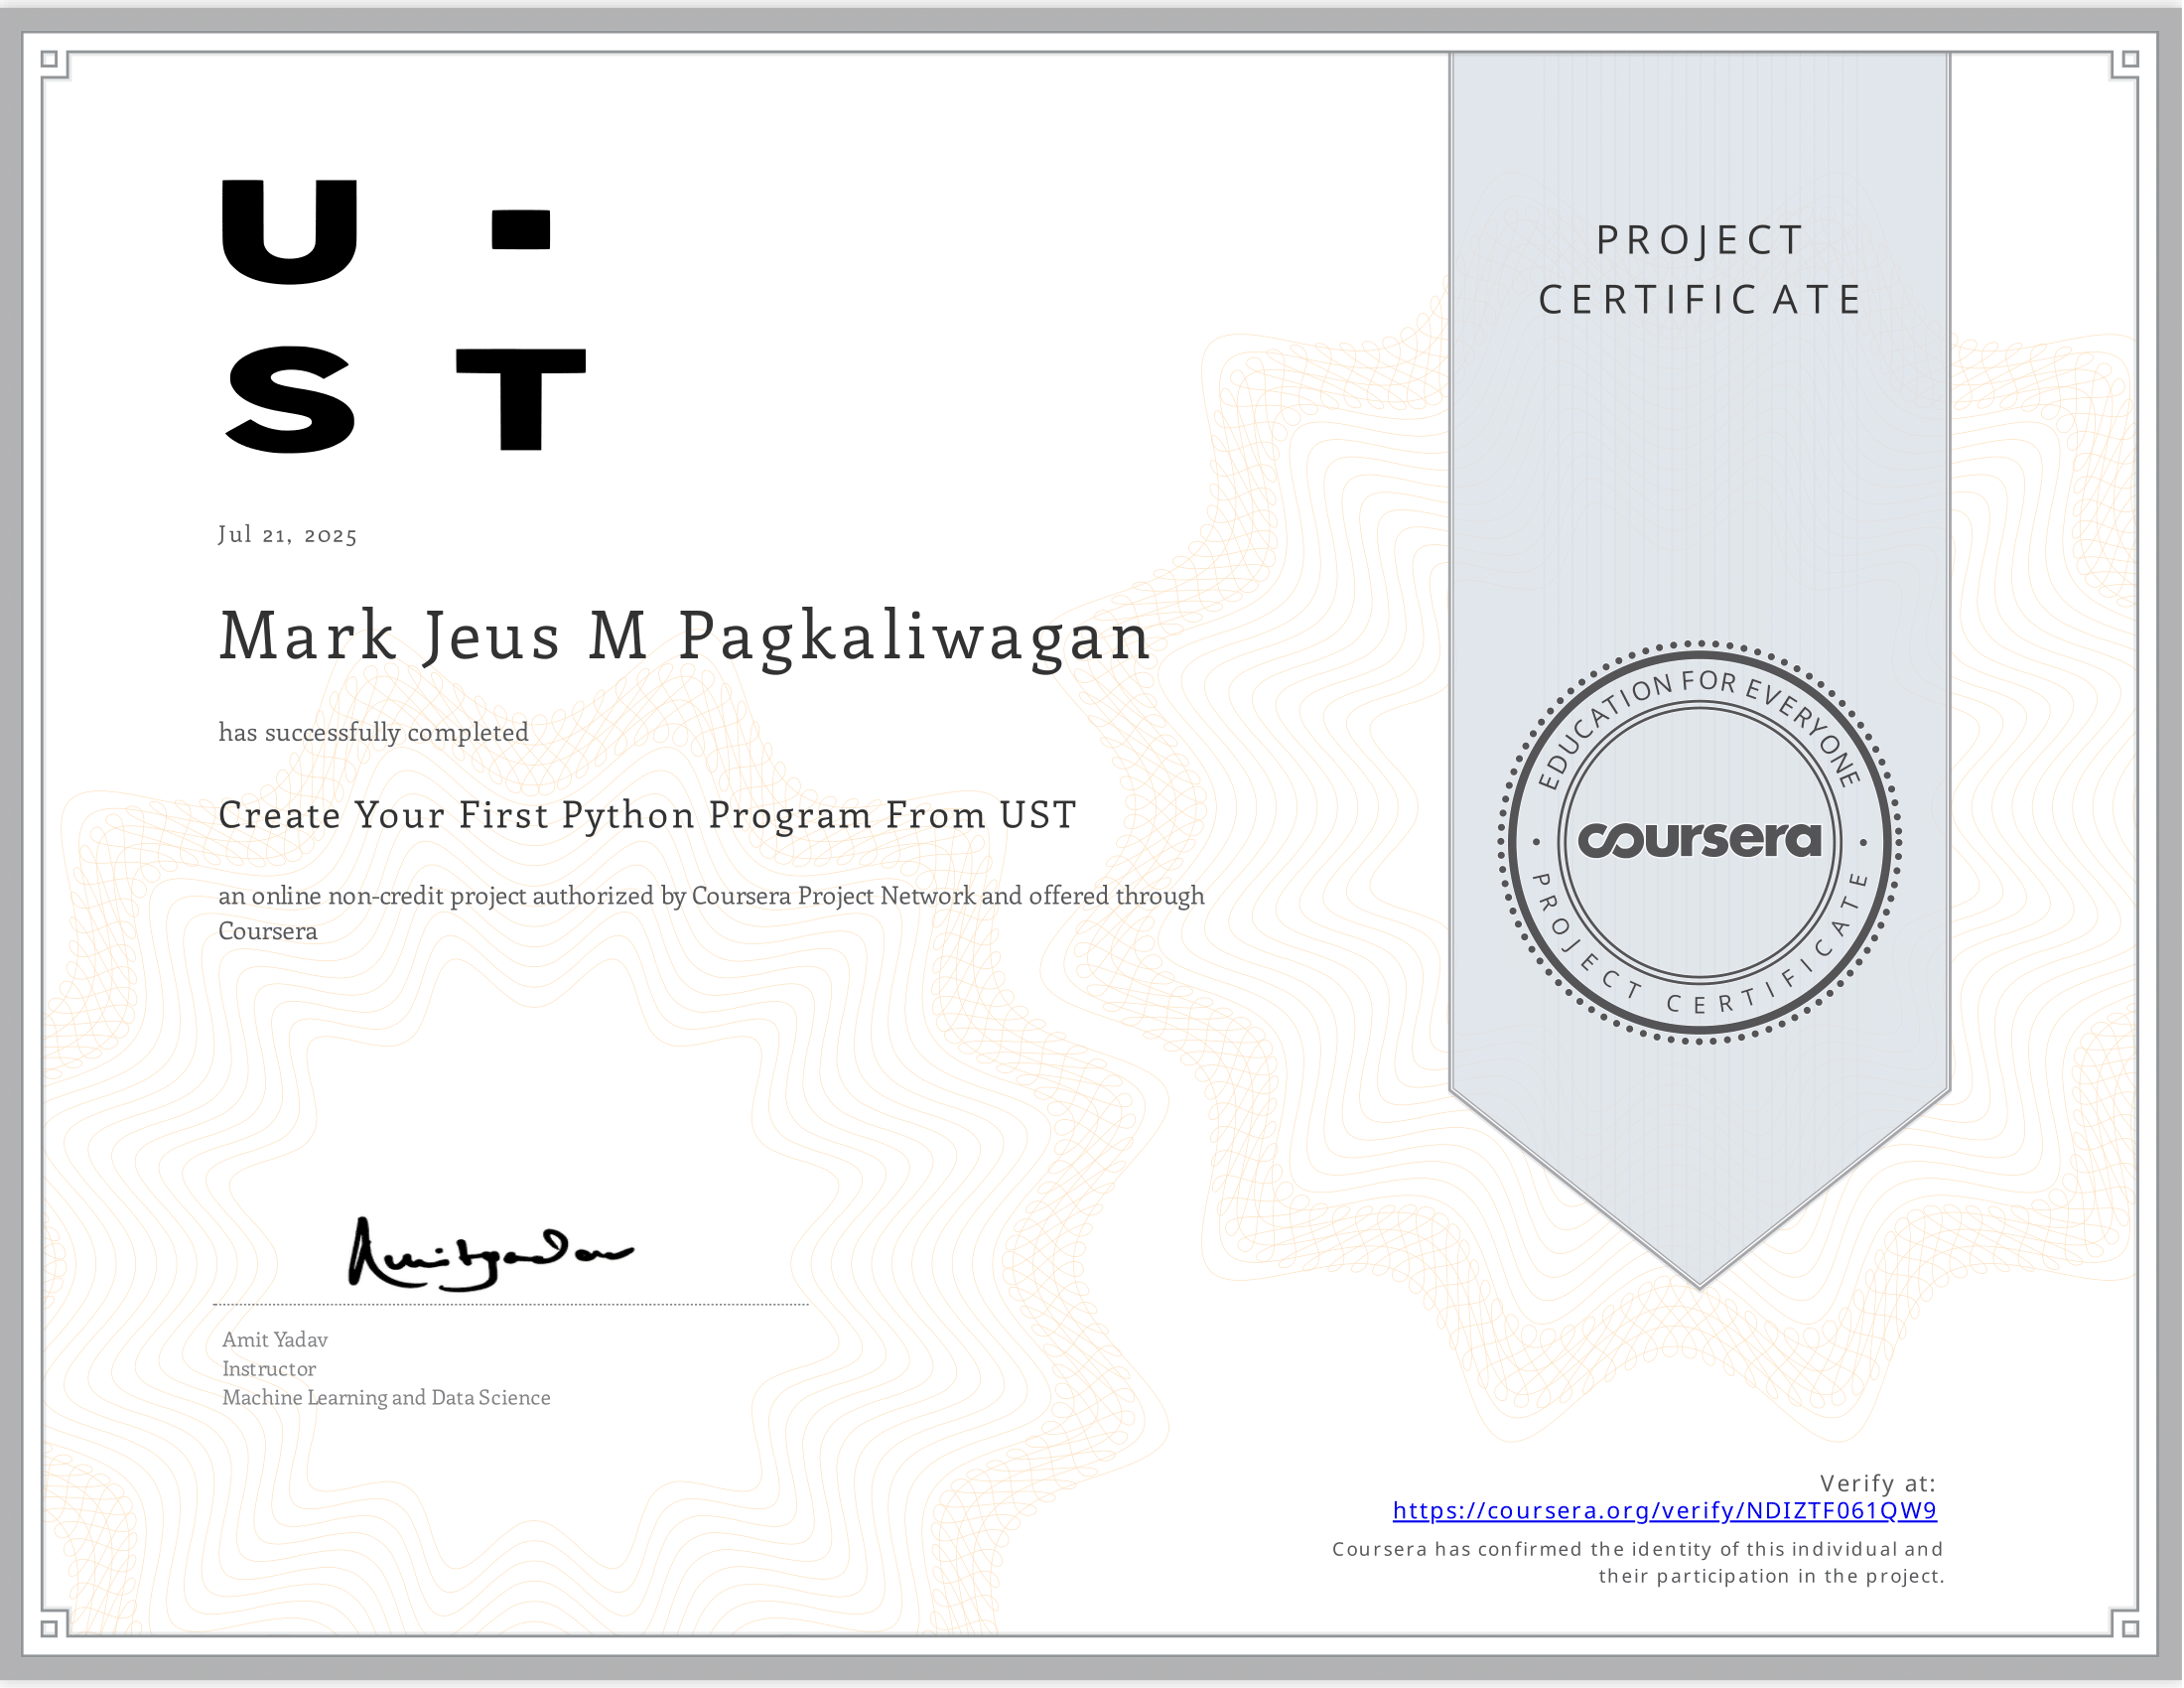 U ·
S T
Jul 21, 2025
Mark Jeus M Pagkaliwagan
has successfully completed
Create Your First Python Program From UST
an online non-credit project authorized by Coursera Project Network and offered through
Coursera
Amit Yadav
Amit Yadav
Instructor
Machine Learning and Data Science
PROJECT
CERTIFICATE
EDUCATION FOR EVERYONE
coursera
PROJECT CERTIFICATE
Verify at:
https://coursera.org/verify/NDIZTF061QW9
Coursera has confirmed the identity of this individual and
their participation in the project.